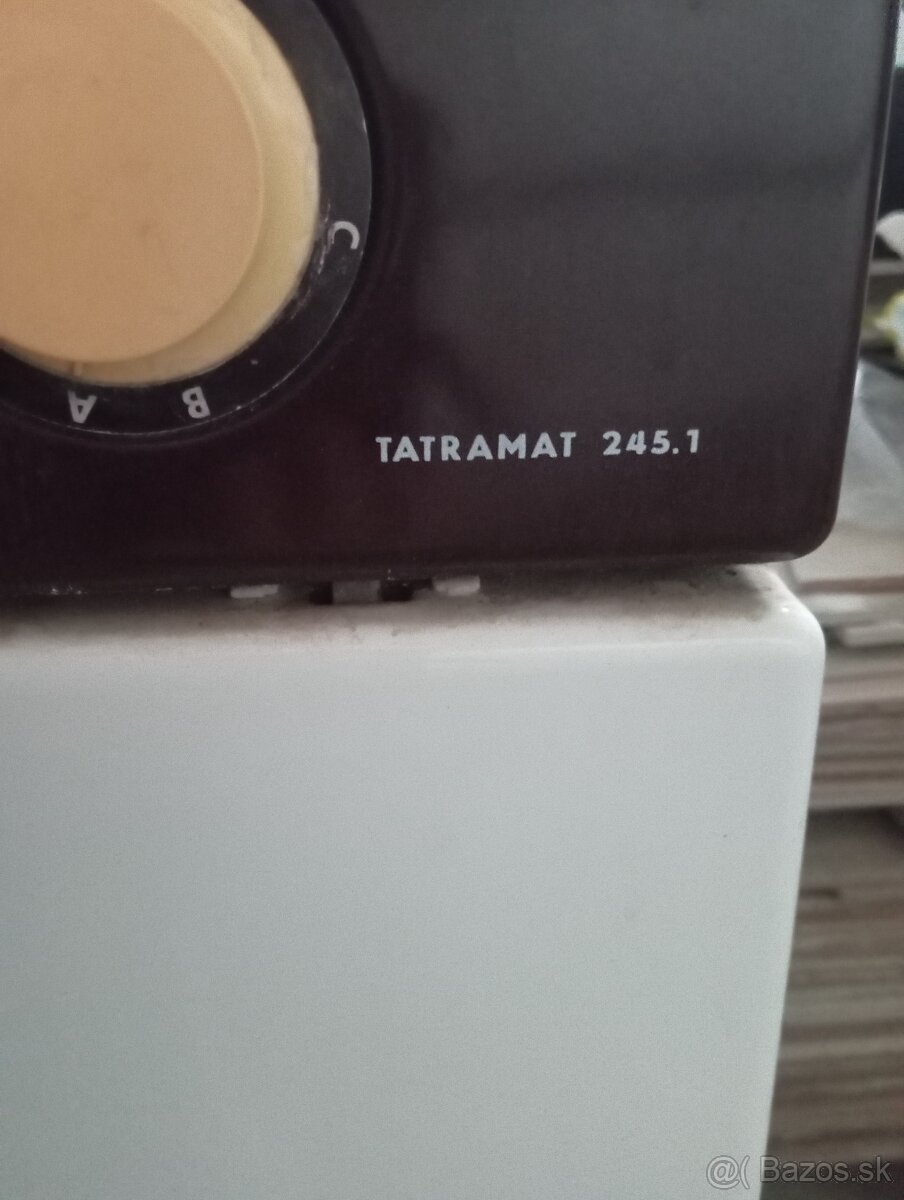 C
A B
TATRAMAT 245.1
@( Bazos.sk